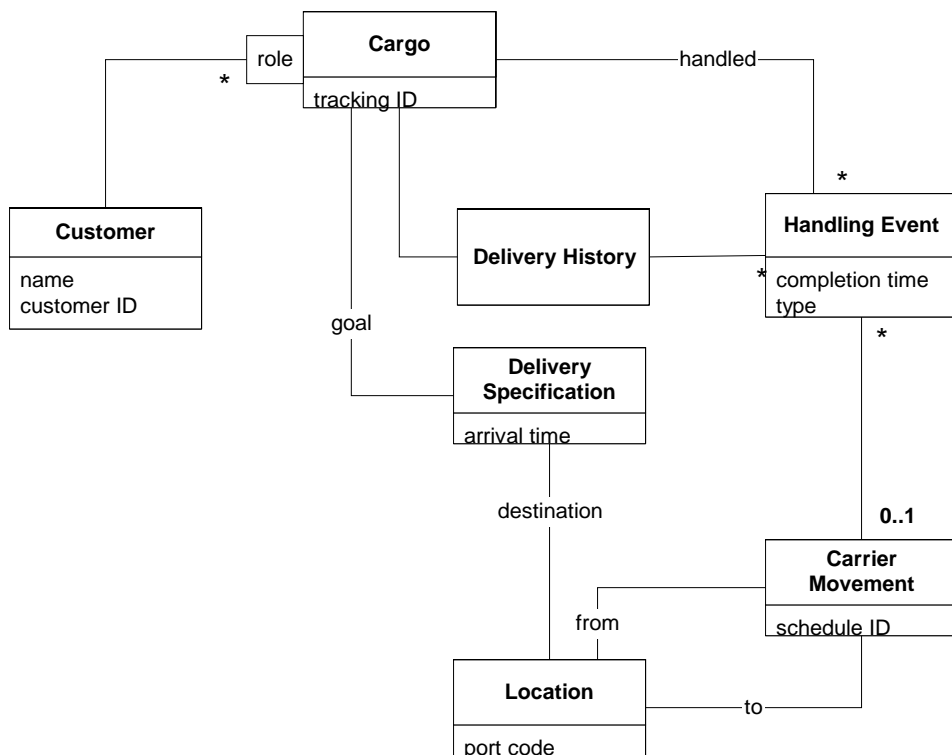 Cargo
role
handled
*
tracking ID
*
Customer
Handling Event
Delivery History
name
customer ID
*
completion time
type
goal
*
Delivery
Specification
arrival time
destination
0..1
Carrier
Movement
from
schedule ID
Location
to
port code